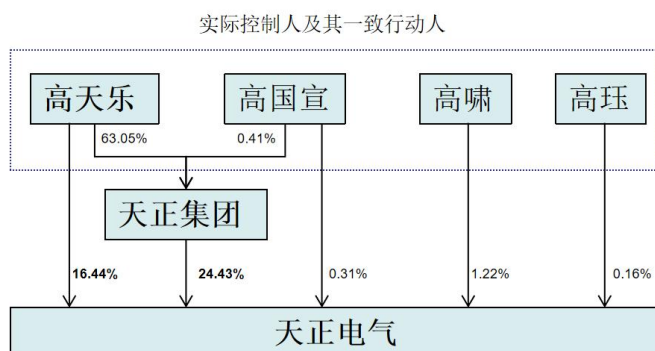 实际控制人及其一致行动人
高天乐
高国宣
高啸
高珏
63.05%
0.41%
天正集团
16.44%
24.43%
0.31%
1.22%
0.16%
天正电气